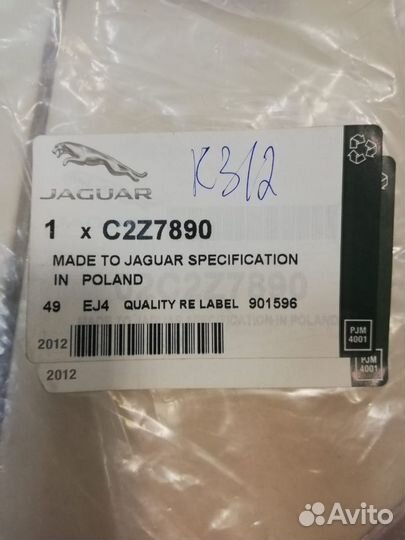 JAGUAR
K312
1 x C2Z7890
MADE TO JAGUAR SPECIFICATION
IN POLAND
49 EJ4 QUALITY RE LABEL 901596
2012
PJM
4001
PJM
4001
2012
Avito